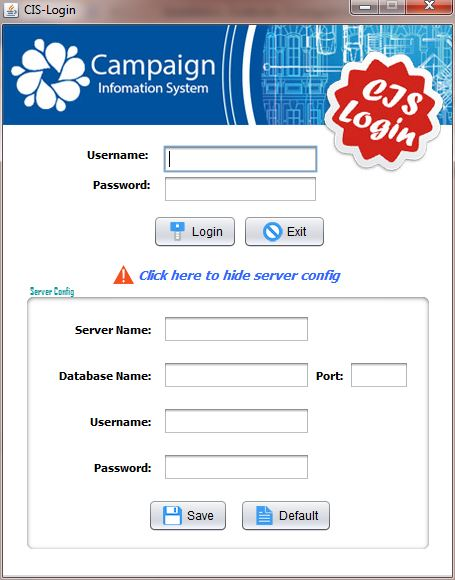 CIS-Login
Campaign
Infomation System
CIS
Login
Username:
Password:
Login Exit
Click here to hide server config
Server Config
Server Name:
Database Name: Port:
Username:
Password:
Save Default